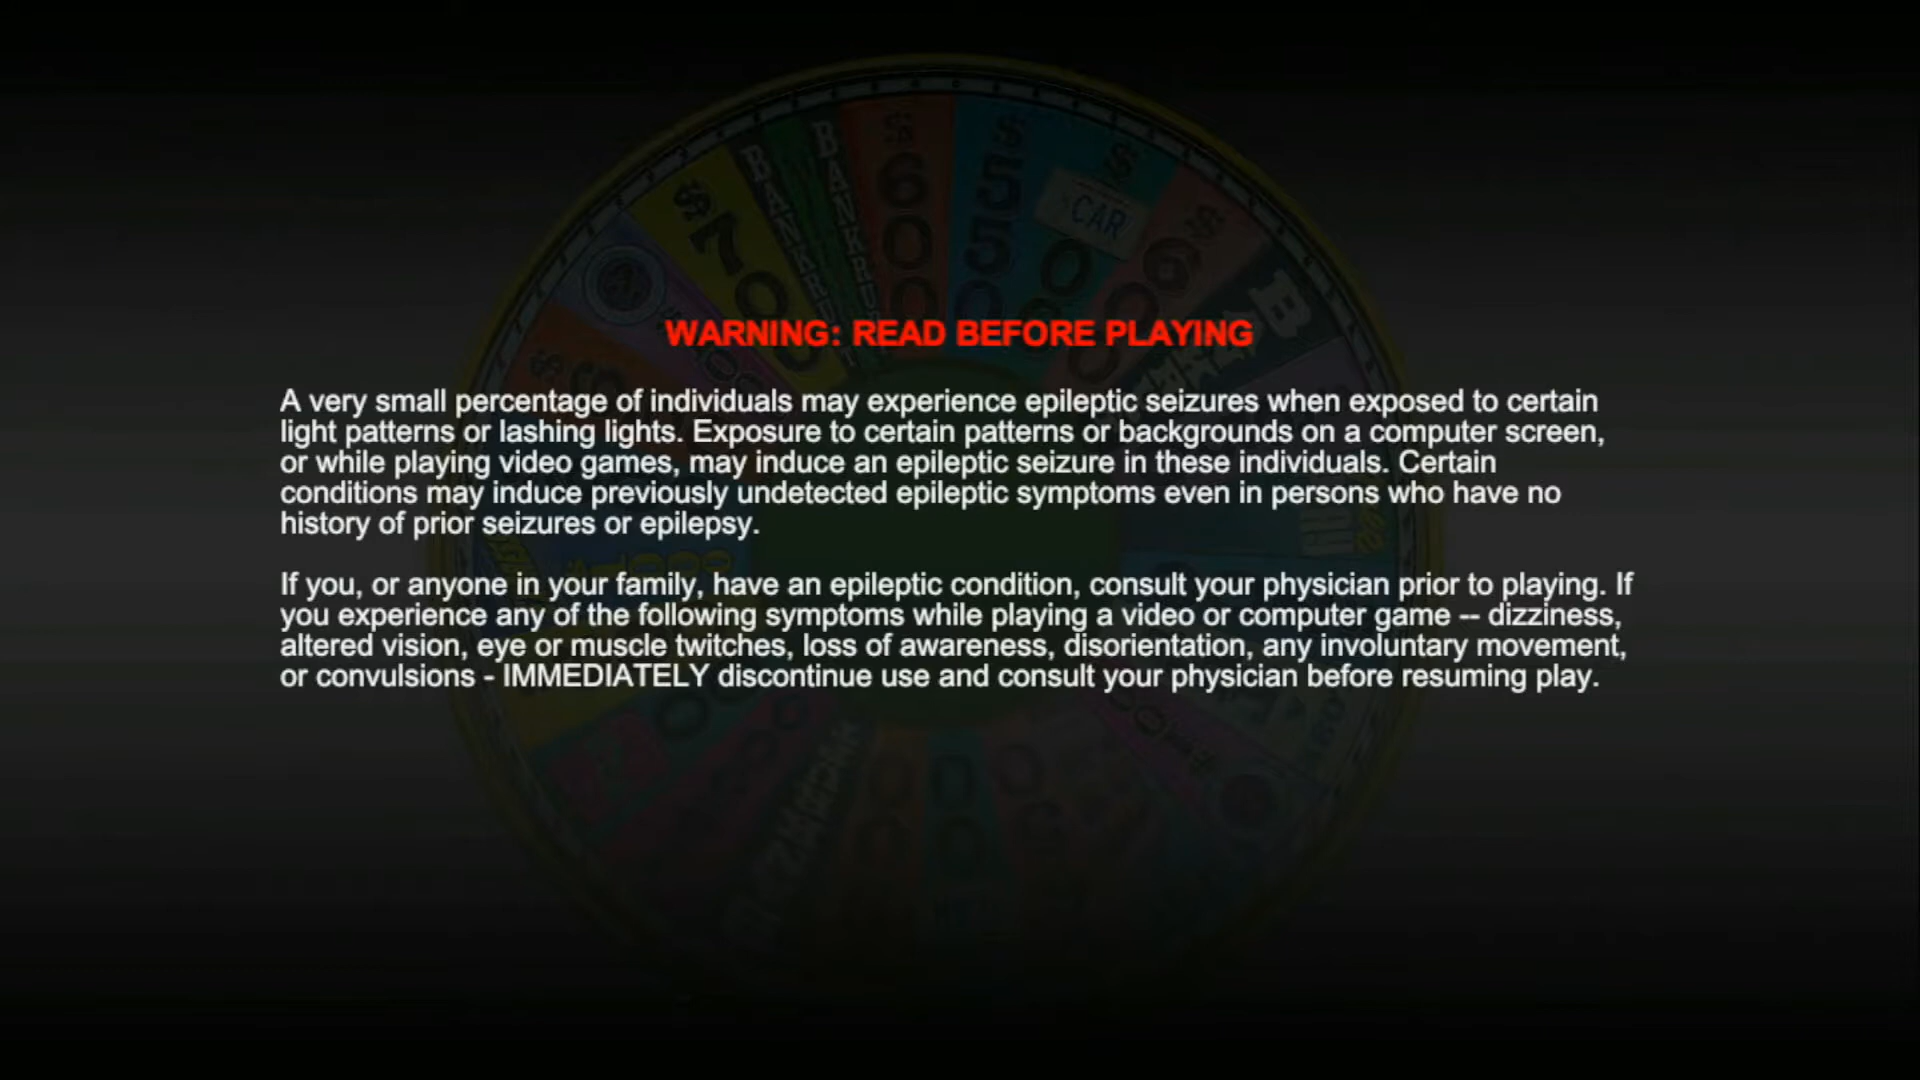 WARNING: READ BEFORE PLAYING
A very small percentage of individuals may experience epileptic seizures when exposed to certain
light patterns or lashing lights. Exposure to certain patterns or backgrounds on a computer screen,
or while playing video games, may induce an epileptic seizure in these individuals. Certain
conditions may induce previously undetected epileptic symptoms even in persons who have no
history of prior seizures or epilepsy.
If you, or anyone in your family, have an epileptic condition, consult your physician prior to playing. If
you experience any of the following symptoms while playing a video or computer game -- dizziness,
altered vision, eye or muscle twitches, loss of awareness, disorientation, any involuntary movement,
or convulsions - IMMEDIATELY discontinue use and consult your physician before resuming play.
$700
BANKRUPT
$600
$550
CAR